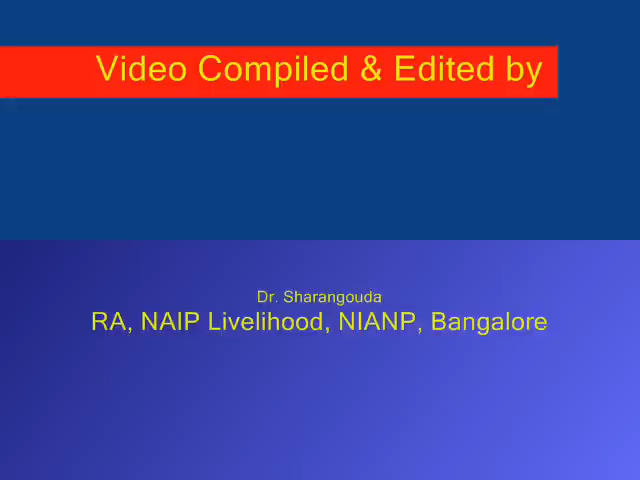 Video Compiled & Edited by
Dr. Sharangouda
RA, NAIP Livelihood, NIANP, Bangalore